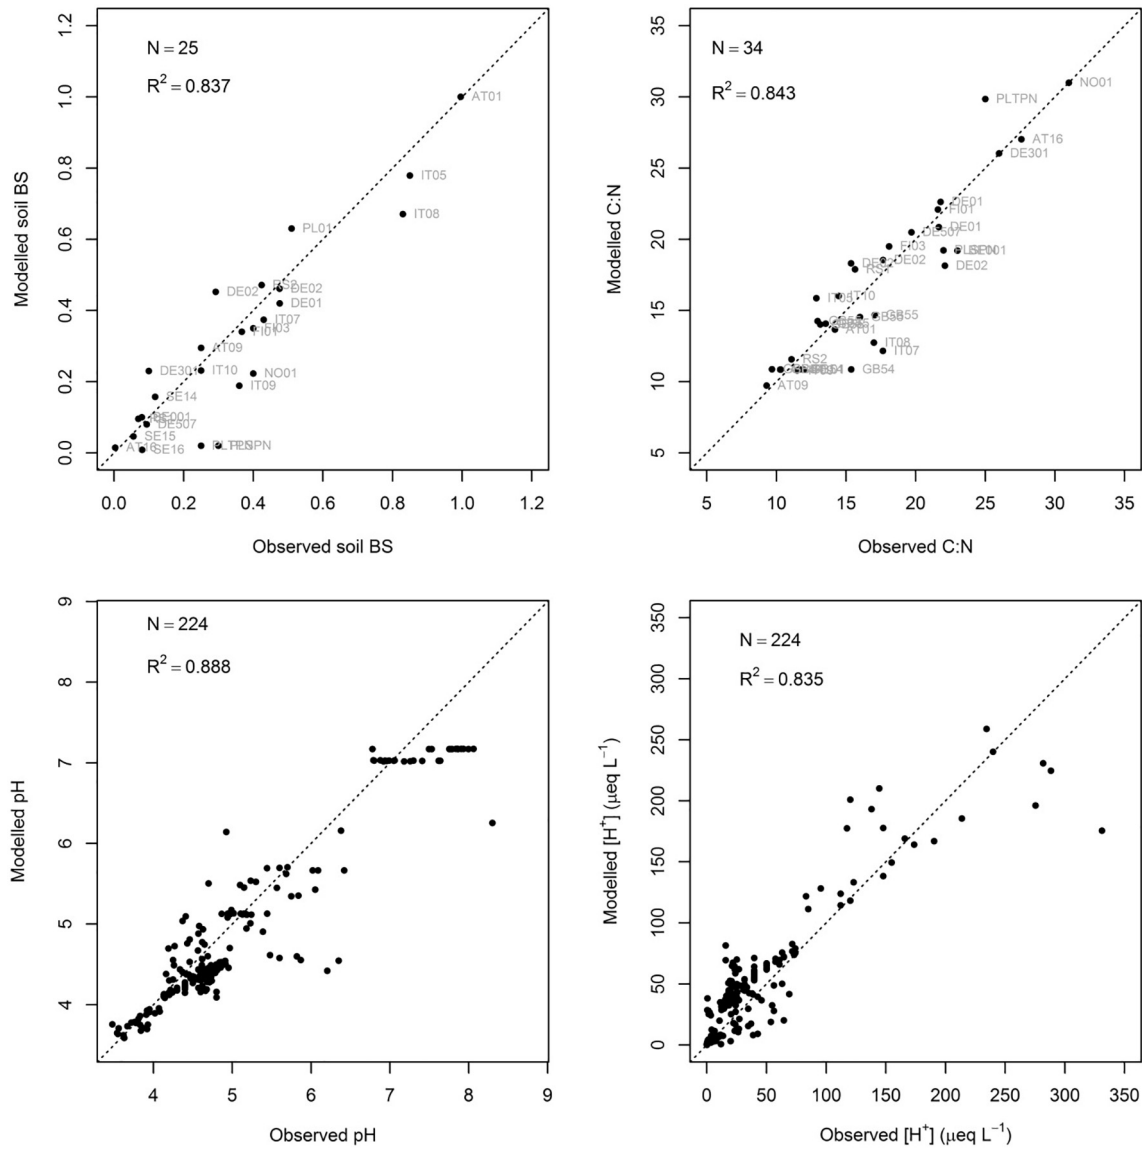 N = 25
R² = 0.837
AT01
IT05
IT08
PL01
RS2
DE02
DE02
DE01
IT07
FI03
FI01
AT09
IT10
DE301
NO01
IT09
SE14
SE001
DE507
SE15
AT16
SE16
Modelled soil BS
0.0 0.2 0.4 0.6 0.8 1.0 1.2
0.0 0.2 0.4 0.6 0.8 1.0 1.2
Observed soil BS
N = 34
R² = 0.843
NO01
PLTPN
AT16
DE301
DE01
FI01
DE01
DE507
FI03
DE02
DE02
IT10
IT05
GB55
AT01
IT08
IT07
RS2
GB54
AT09
Modelled C:N
5 10 15 20 25 30 35
5 10 15 20 25 30 35
Observed C:N
N = 224
R² = 0.888
Modelled pH
4 5 6 7 8 9
4 5 6 7 8 9
Observed pH
N = 224
R² = 0.835
Modelled [H⁺] (μeq L⁻¹)
0 50 100 150 200 250 300 350
0 50 100 150 200 250 300 350
Observed [H⁺] (μeq L⁻¹)